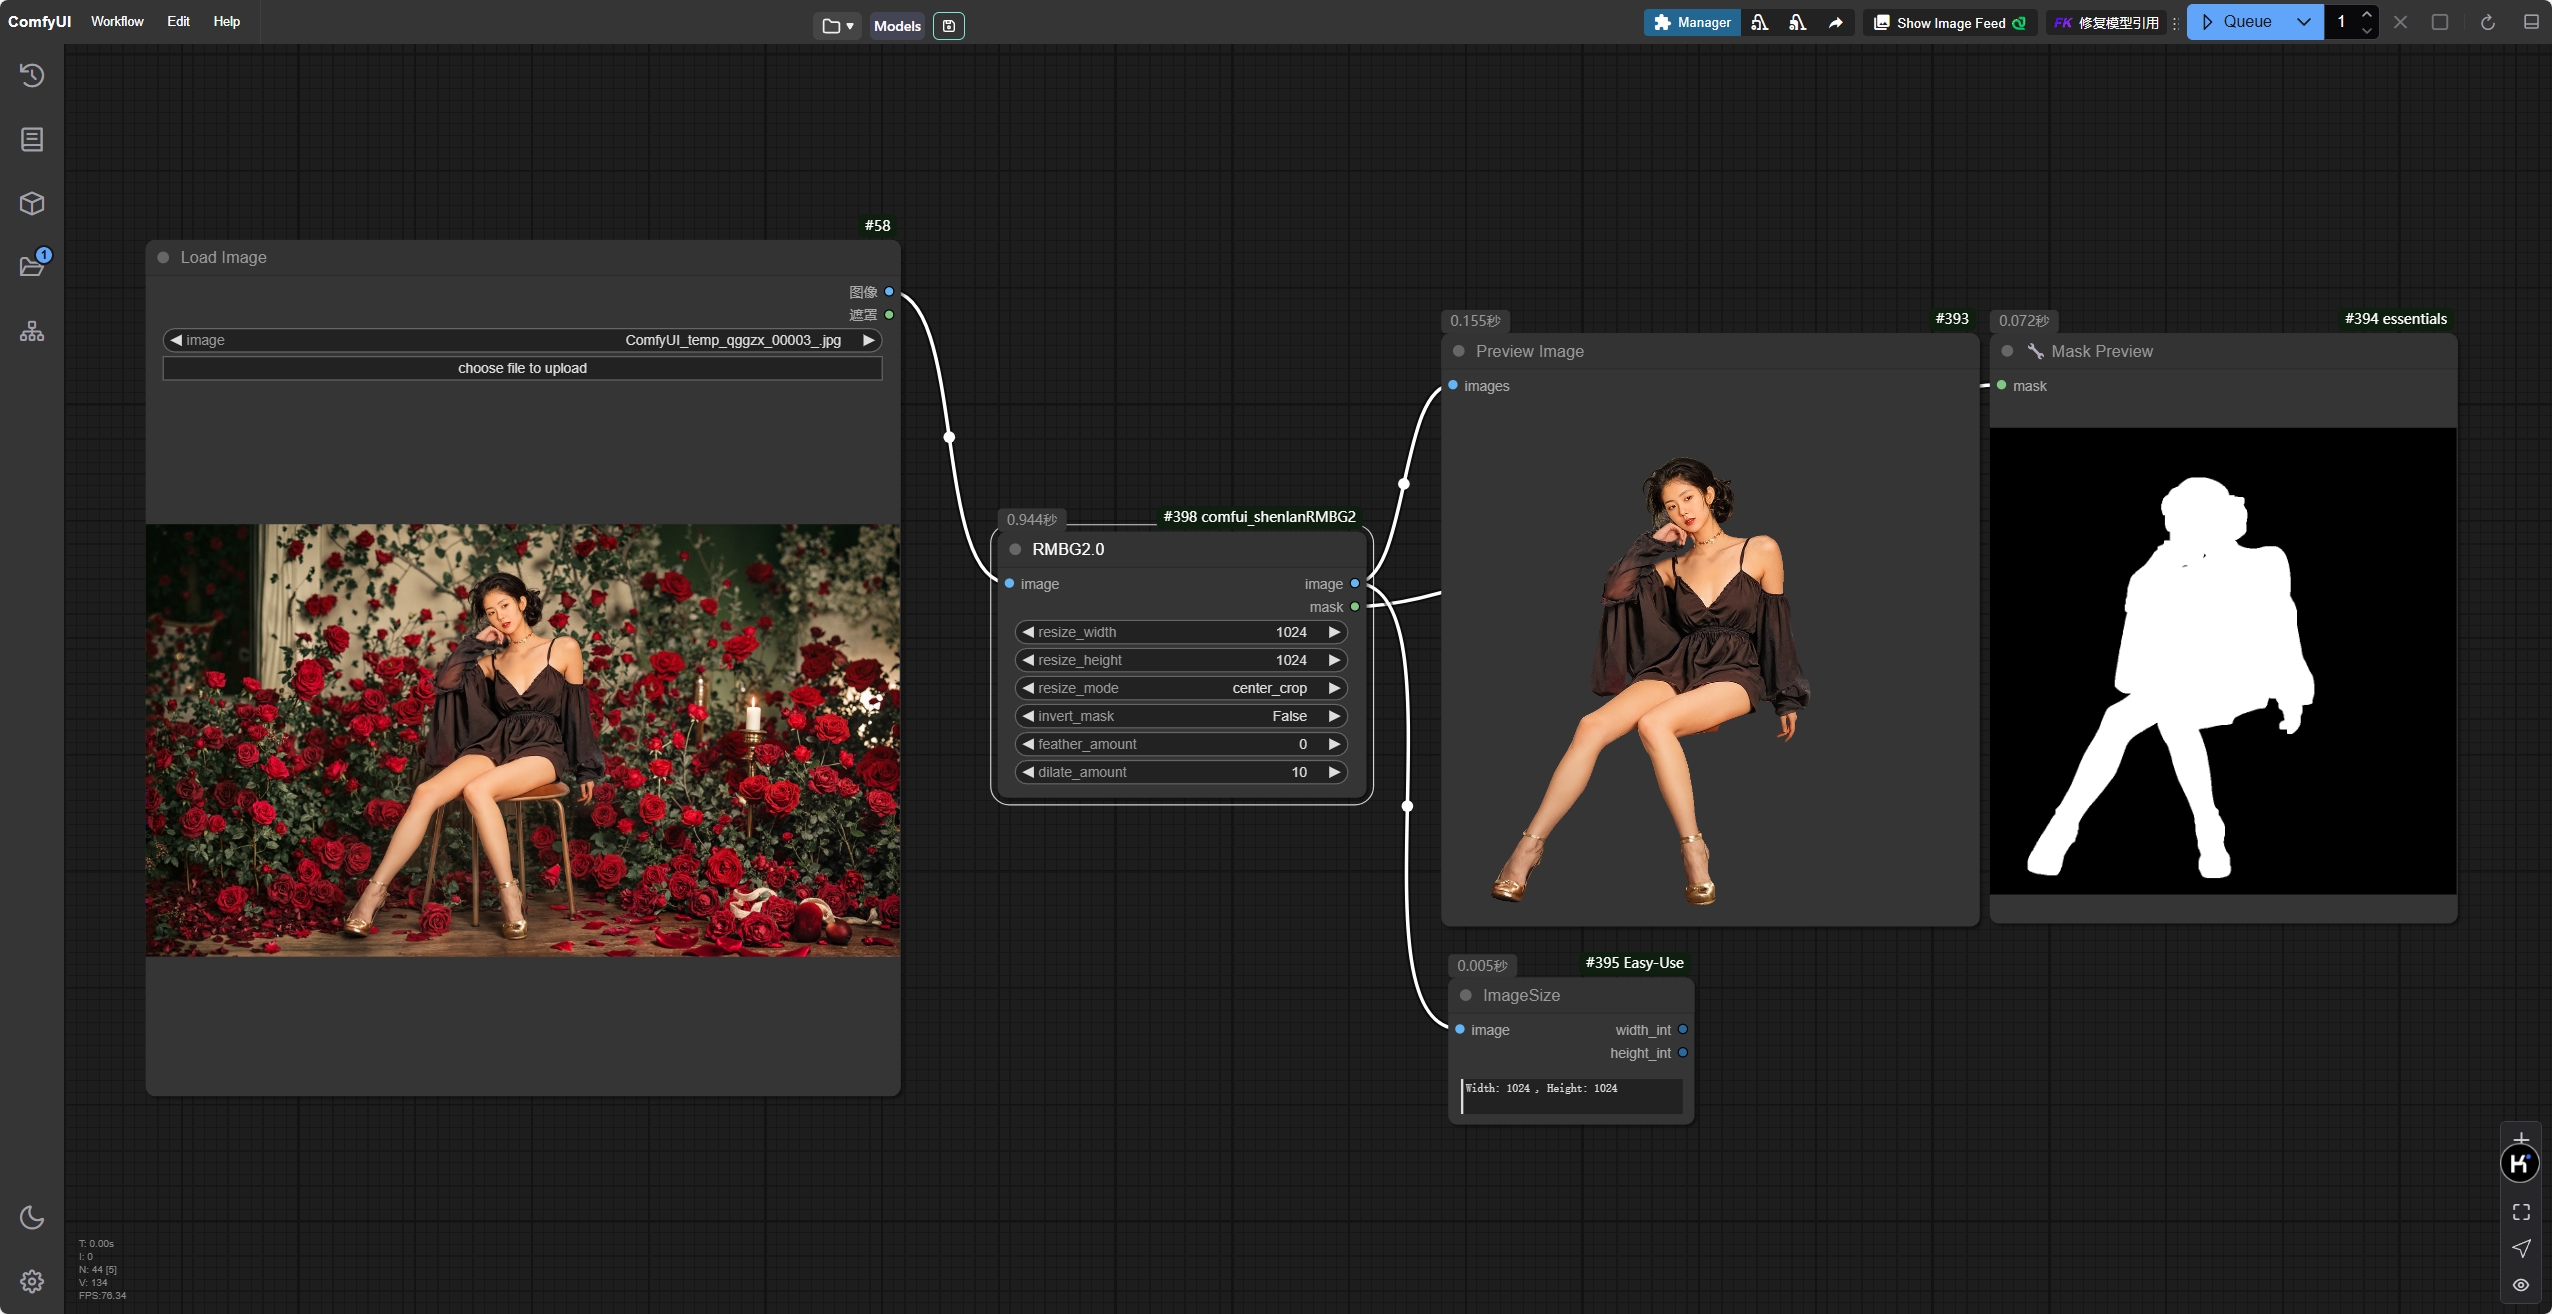 ComfyUI Workflow Edit Help
Models
Manager
Show Image Feed
FK 修复模型引用
Queue
1
1
#58
Load Image
图像
遮罩
image ComfyUI_temp_qggzx_00003_.jpg
choose file to upload
0.944秒
#398 comfui_shenlanRMBG2
RMBG2.0
image image
mask
resize_width 1024
resize_height 1024
resize_mode center_crop
invert_mask False
feather_amount 0
dilate_amount 10
0.155秒
#393
Preview Image
images
0.072秒
#394 essentials
Mask Preview
mask
0.005秒
#395 Easy-Use
ImageSize
image width_int
height_int
Width: 1024 , Height: 1024
T: 0.00s
I: 0
N: 44 [5]
V: 134
FPS:76.34